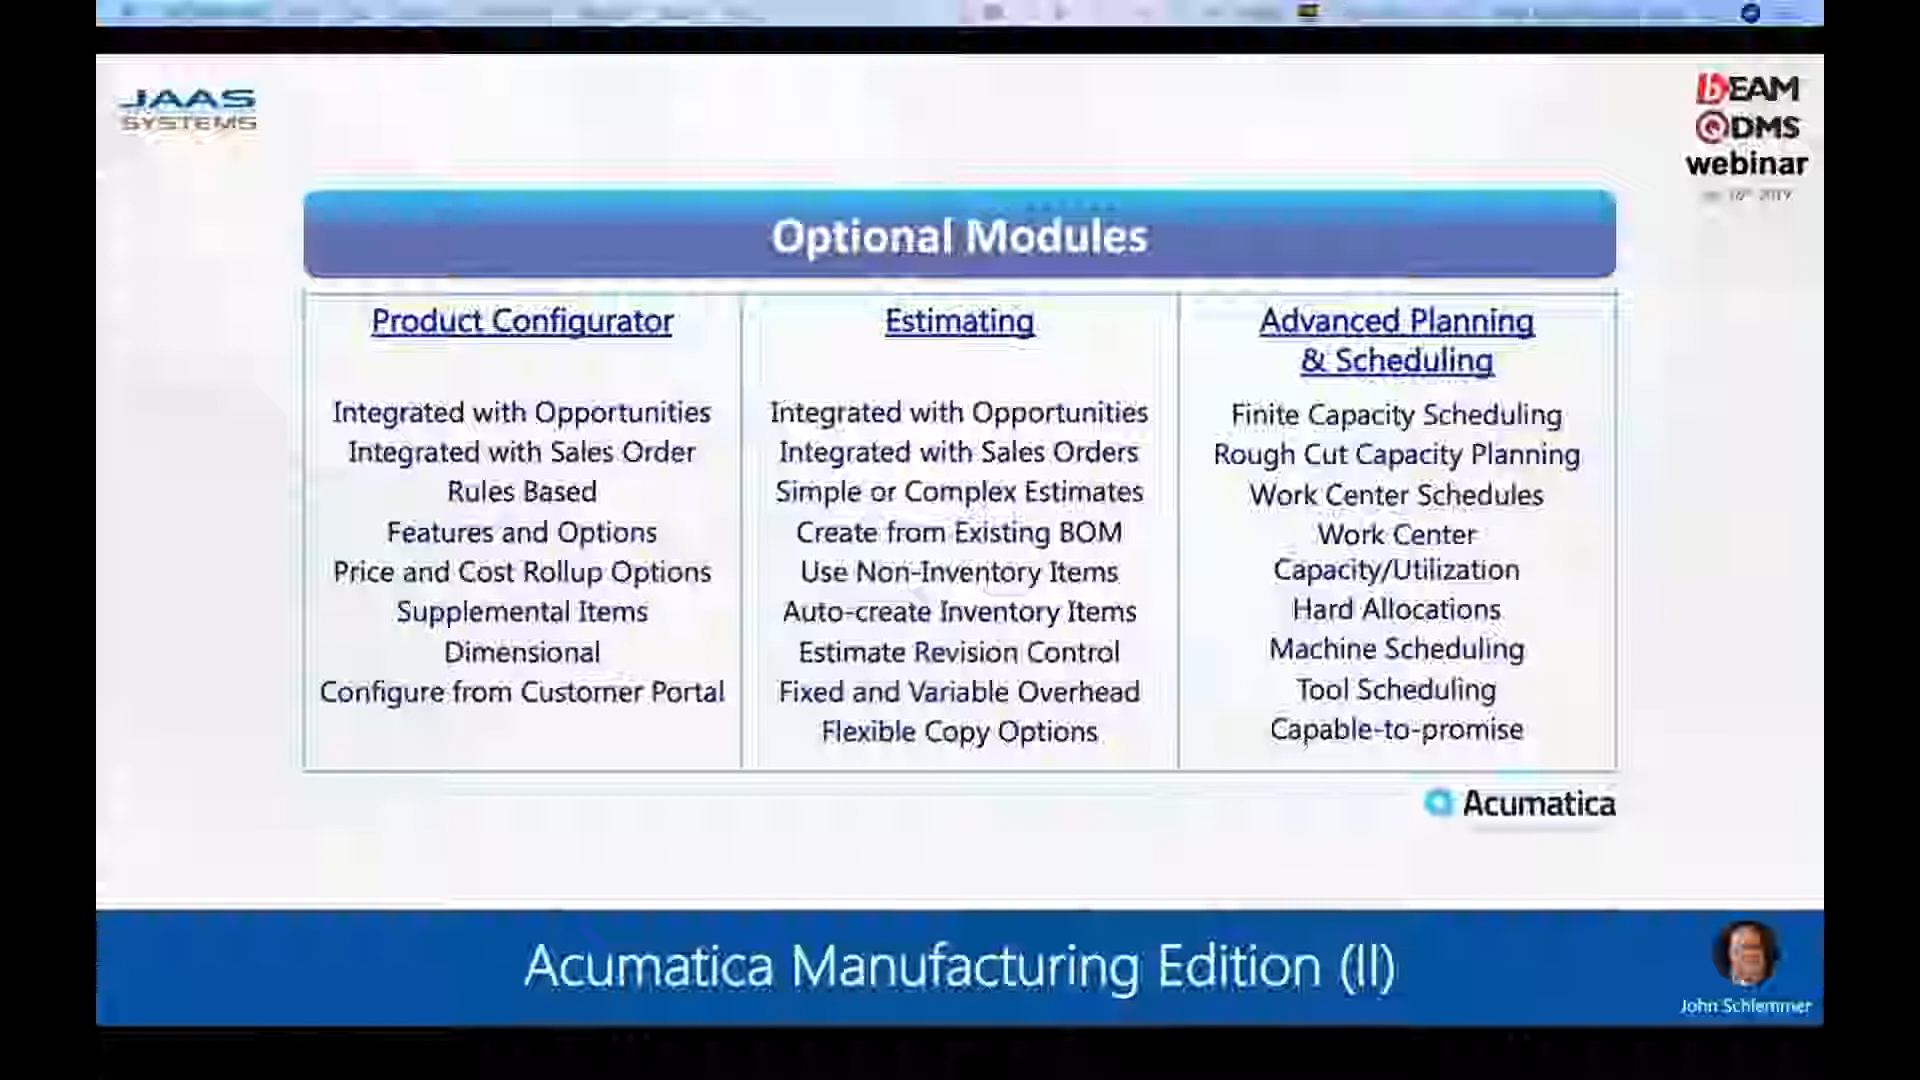 JAAS
SYSTEMS
bEAM
QDMS
webinar
Optional Modules
Product Configurator
Integrated with Opportunities
Integrated with Sales Order
Rules Based
Features and Options
Price and Cost Rollup Options
Supplemental Items
Dimensional
Configure from Customer Portal
Estimating
Integrated with Opportunities
Integrated with Sales Orders
Simple or Complex Estimates
Create from Existing BOM
Use Non-Inventory Items
Auto-create Inventory Items
Estimate Revision Control
Fixed and Variable Overhead
Flexible Copy Options
Advanced Planning
& Scheduling
Finite Capacity Scheduling
Rough Cut Capacity Planning
Work Center Schedules
Work Center
Capacity/Utilization
Hard Allocations
Machine Scheduling
Tool Scheduling
Capable-to-promise
Acumatica
Acumatica Manufacturing Edition (II)
John Schlemmer